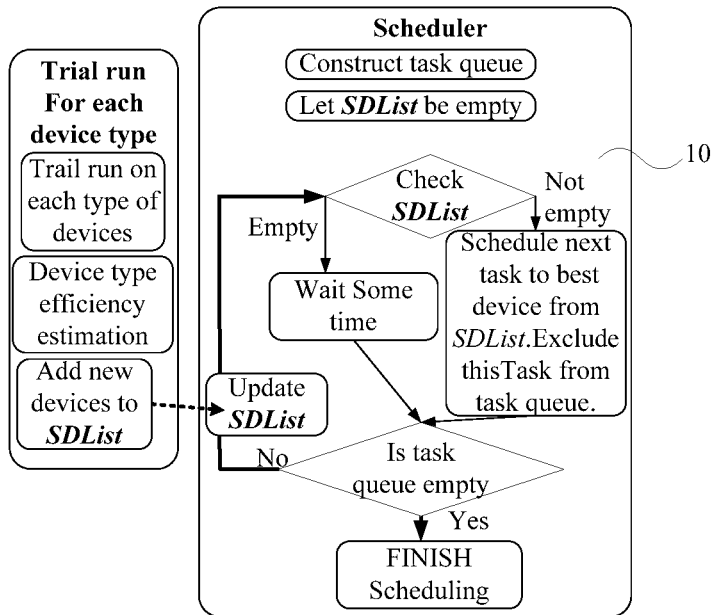 Trial run
For each
device type
Trail run on
each type of
devices
Device type
efficiency
estimation
Add new
devices to
SDList
Scheduler
Construct task queue
Let SDList be empty
10
Check
SDList
Not
empty
Empty
Schedule next
task to best
device from
SDList.Exclude
thisTask from
task queue.
Wait Some
time
Update
SDList
No
Is task
queue empty
Yes
FINISH
Scheduling